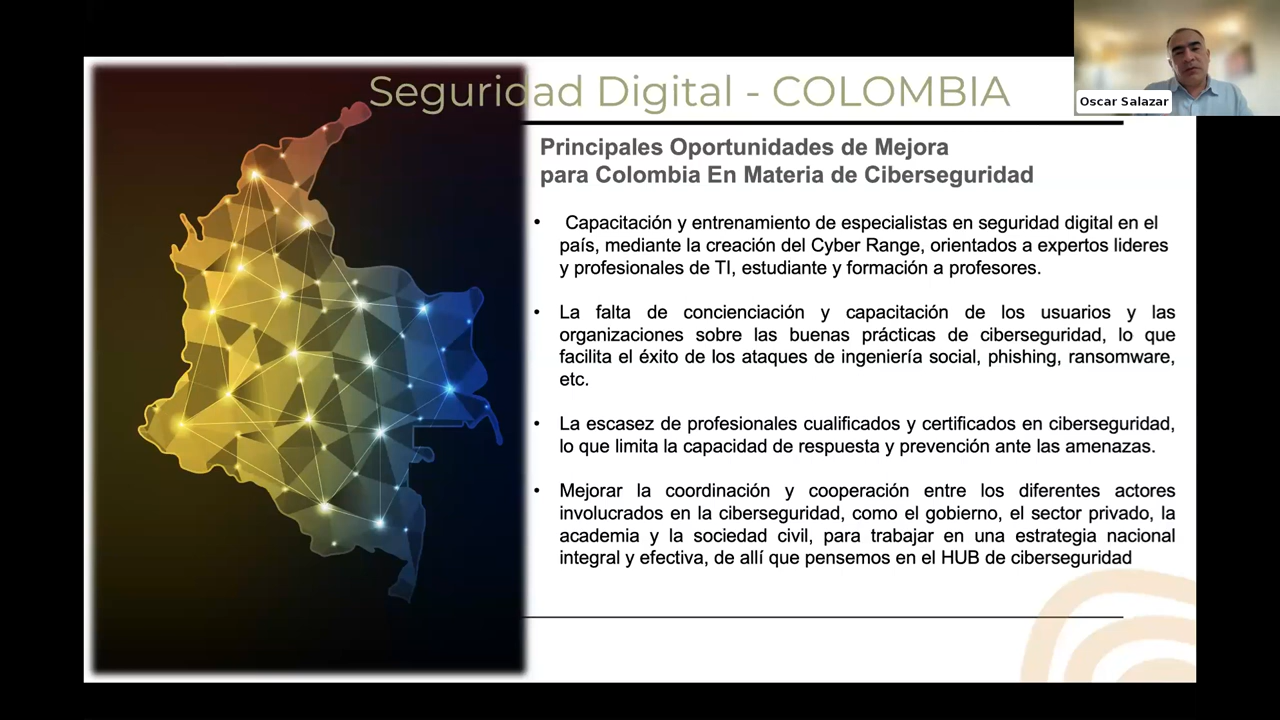 Seguridad Digital - COLOMBIA
Oscar Salazar
Principales Oportunidades de Mejora
para Colombia En Materia de Ciberseguridad
• Capacitación y entrenamiento de especialistas en seguridad digital en el
país, mediante la creación del Cyber Range, orientados a expertos lideres
y profesionales de TI, estudiante y formación a profesores.
• La falta de concienciación y capacitación de los usuarios y las
organizaciones sobre las buenas prácticas de ciberseguridad, lo que
facilita el éxito de los ataques de ingeniería social, phishing, ransomware,
etc.
• La escasez de profesionales cualificados y certificados en ciberseguridad,
lo que limita la capacidad de respuesta y prevención ante las amenazas.
• Mejorar la coordinación y cooperación entre los diferentes actores
involucrados en la ciberseguridad, como el gobierno, el sector privado, la
academia y la sociedad civil, para trabajar en una estrategia nacional
integral y efectiva, de allí que pensemos en el HUB de ciberseguridad